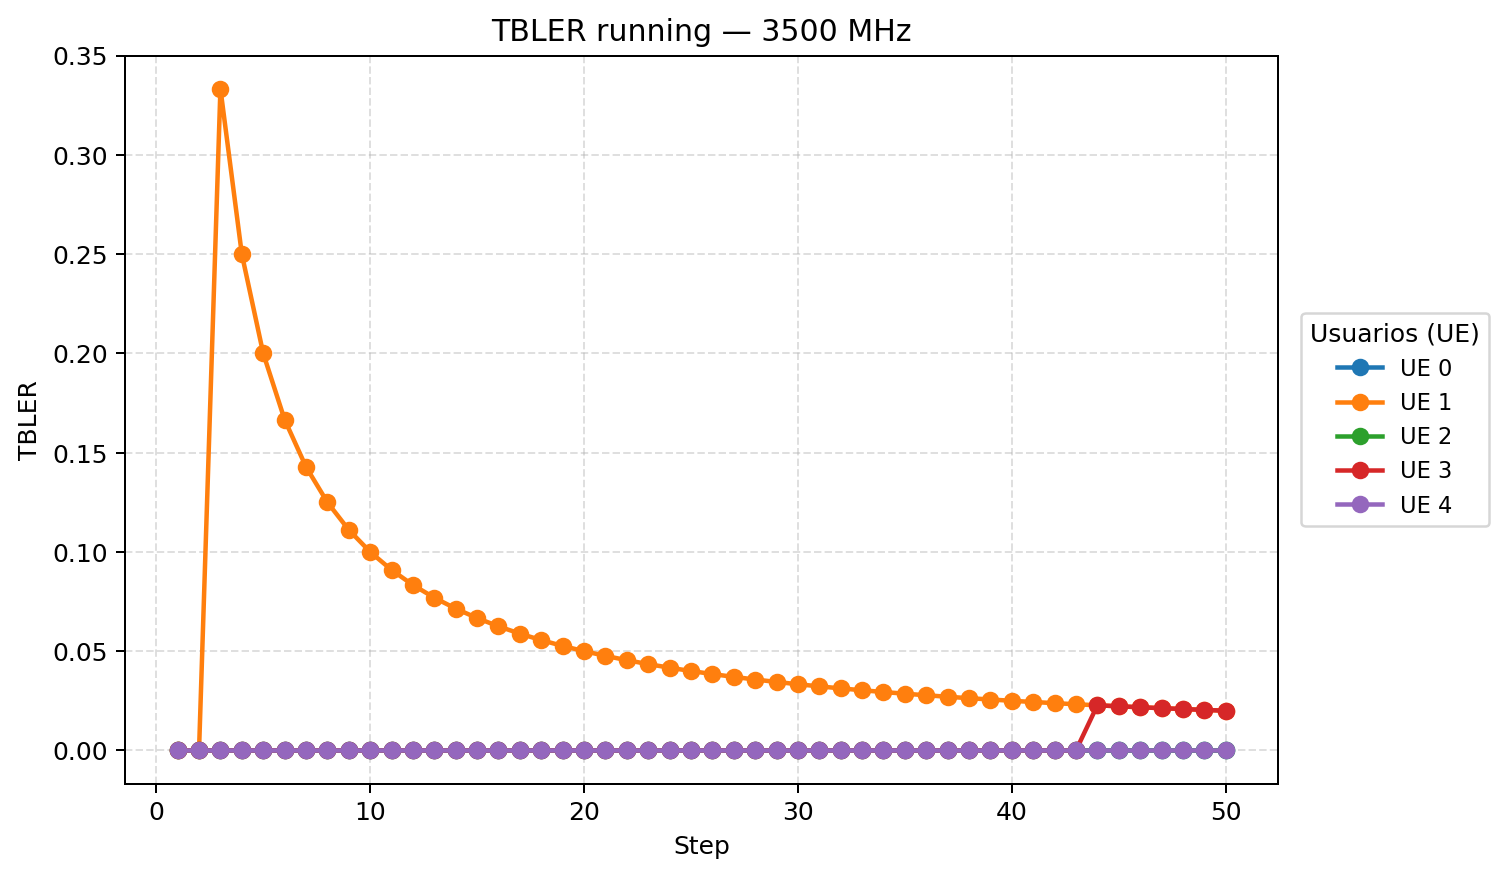 TBLER running — 3500 MHz
0.35
0.30
0.25
0.20
0.15
0.10
0.05
0.00
TBLER
0 10 20 30 40 50
Step
Usuarios (UE)
UE 0
UE 1
UE 2
UE 3
UE 4